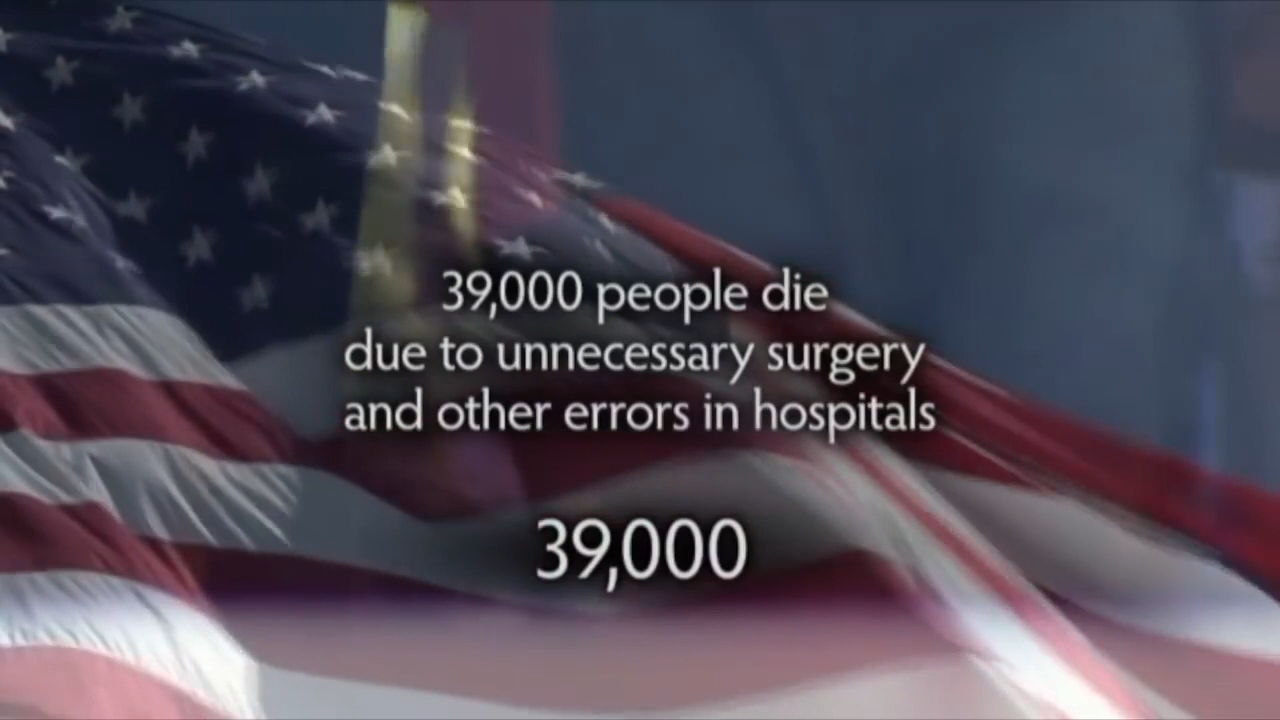 39,000 people die
due to unnecessary surgery
and other errors in hospitals
39,000